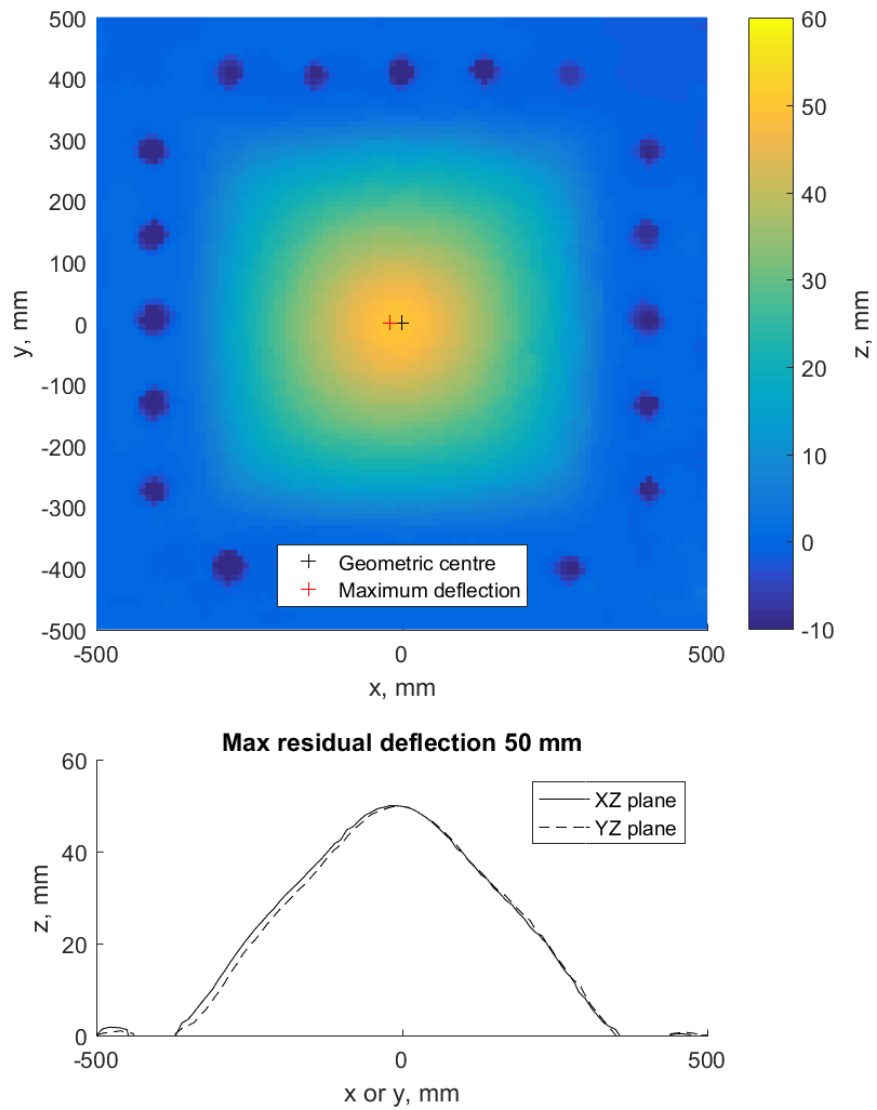 500
400
300
200
100
0
-100
-200
-300
-400
-500
y, mm
-500
0
500
x, mm
Geometric centre
Maximum deflection
60
50
40
30
20
10
0
-10
z, mm
Max residual deflection 50 mm
60
40
20
0
z, mm
XZ plane
YZ plane
-500
0
500
x or y, mm